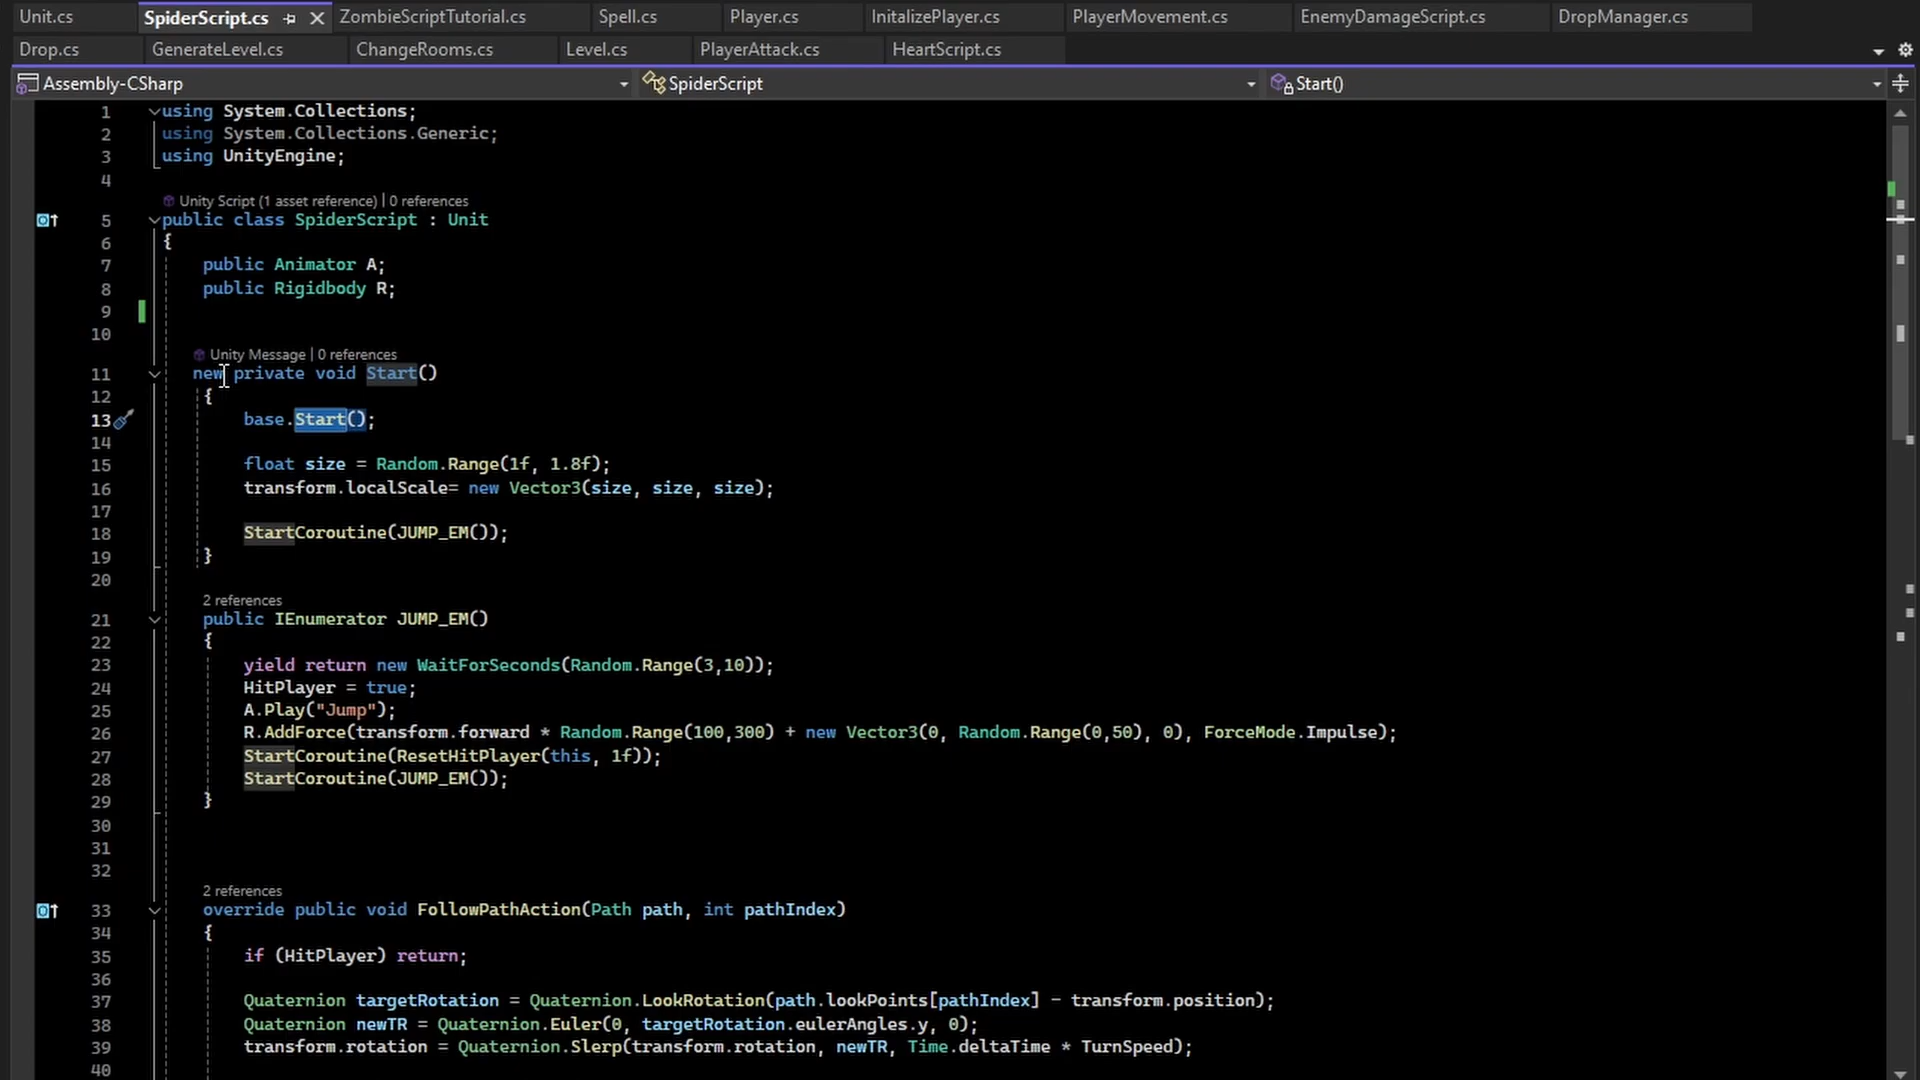 Unit.cs SpiderScript.cs ZombieScriptTutorial.cs Spell.cs Player.cs InitalizePlayer.cs PlayerMovement.cs EnemyDamageScript.cs DropManager.cs
Drop.cs GenerateLevel.cs ChangeRooms.cs Level.cs PlayerAttack.cs HeartScript.cs
Assembly-CSharp SpiderScript Start()
1 using System.Collections;
2 using System.Collections.Generic;
3 using UnityEngine;
4
Unity Script (1 asset reference) | 0 references
5 public class SpiderScript : Unit
6 {
7 public Animator A;
8 public Rigidbody R;
9
10
Unity Message | 0 references
11 new private void Start()
12 {
13 base.Start();
14
15 float size = Random.Range(1f, 1.8f);
16 transform.localScale= new Vector3(size, size, size);
17
18 StartCoroutine(JUMP_EM());
19 }
20
2 references
21 public IEnumerator JUMP_EM()
22 {
23 yield return new WaitForSeconds(Random.Range(3,10));
24 HitPlayer = true;
25 A.Play("Jump");
26 R.AddForce(transform.forward * Random.Range(100,300) + new Vector3(0, Random.Range(0,50), 0), ForceMode.Impulse);
27 StartCoroutine(ResetHitPlayer(this, 1f));
28 StartCoroutine(JUMP_EM());
29 }
30
31
32
2 references
33 override public void FollowPathAction(Path path, int pathIndex)
34 {
35 if (HitPlayer) return;
36
37 Quaternion targetRotation = Quaternion.LookRotation(path.lookPoints[pathIndex] - transform.position);
38 Quaternion newTR = Quaternion.Euler(0, targetRotation.eulerAngles.y, 0);
39 transform.rotation = Quaternion.Slerp(transform.rotation, newTR, Time.deltaTime * TurnSpeed);
40